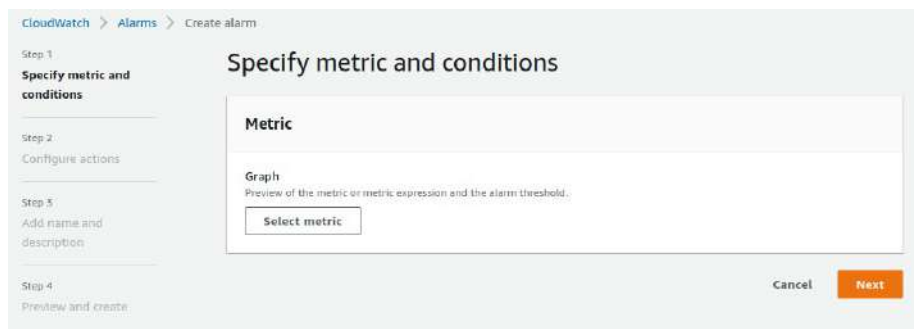 CloudWatch > Alarms > Create alarm
Step 1
Specify metric and
conditions
Step 2
Configure actions
Step 3
Add name and
description
Step 4
Preview and create
Specify metric and conditions
Metric
Graph
Preview of the metric or metric expression and the alarm threshold.
Select metric
Cancel
Next